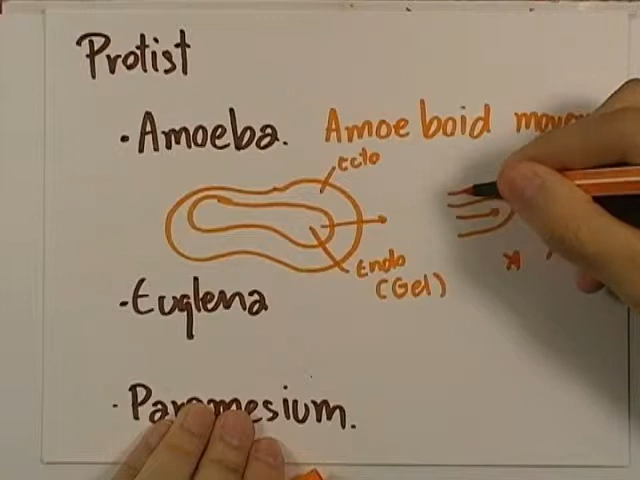 Protist
· Amoeba. Amoeboid
Ecto
Endo
(Gel)
· Euglena
· Paramesium.